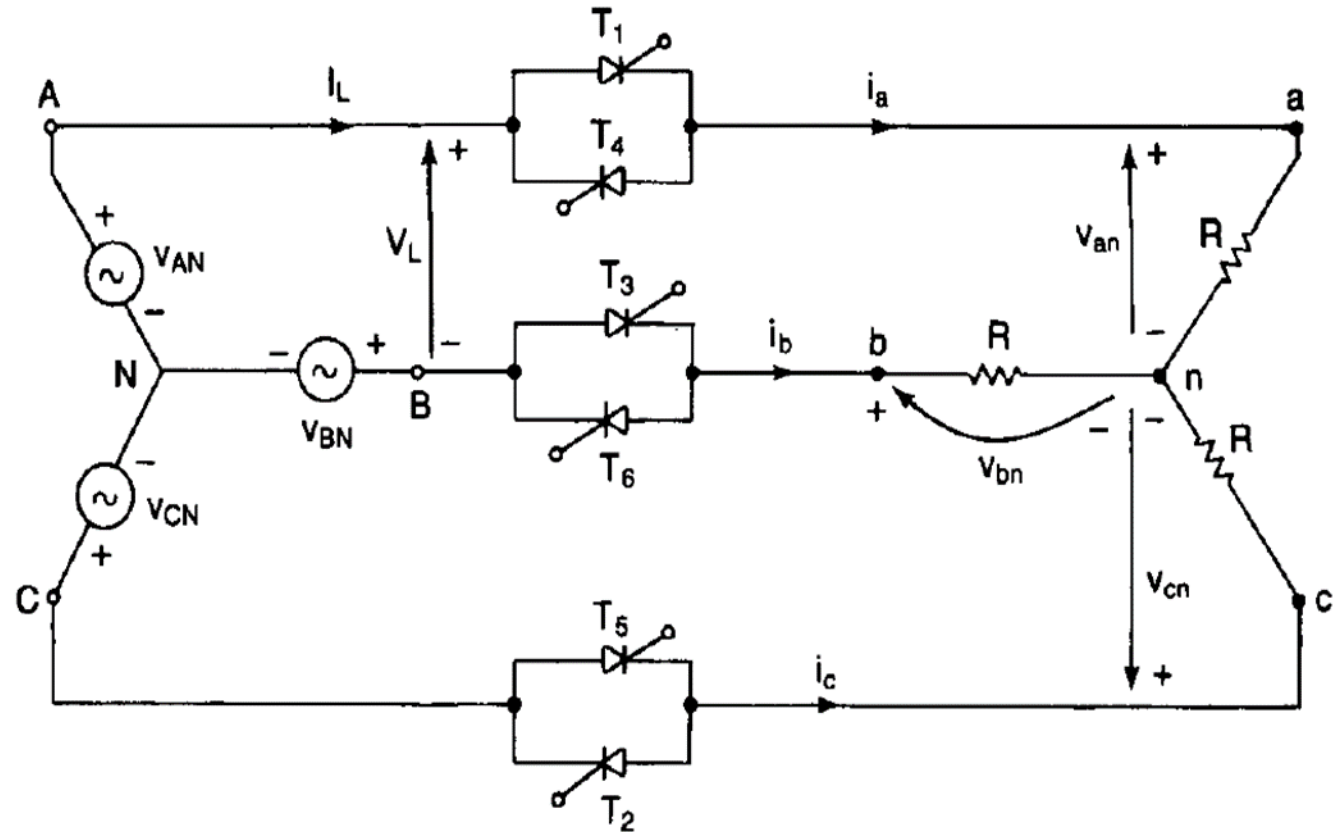 T1
A
IL
ia
a
+
T4
+
+
VL
van
R
vAN
−
T3
−
N
−
+
−
ib
b
R
n
B
+
−
−
vBN
T6
vbn
R
−
vCN
+
C
T5
vcn
c
ic
+
T2